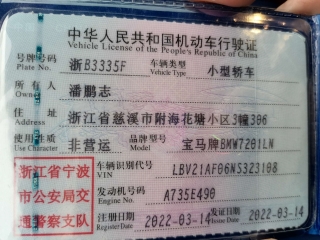 中华人民共和国机动车行驶证
Vehicle License of the People's Republic of China
号牌号码 浙B3335F 车辆类型 小型轿车
Plate No. Vehicle Type
所有人 潘鹏志
Owner
住址 浙江省慈溪市附海花塘小区3幢306
Address
使用性质 非营运 品牌型号 宝马牌BMW7201LN
Use Character Model
浙江省宁波市公安局交通警察支队
车辆识别代号 LBV21AF06NS323108
VIN
发动机号码 A735E490
Engine No.
注册日期 2022-03-14 发证日期 2022-03-14
Register Date Issue Date